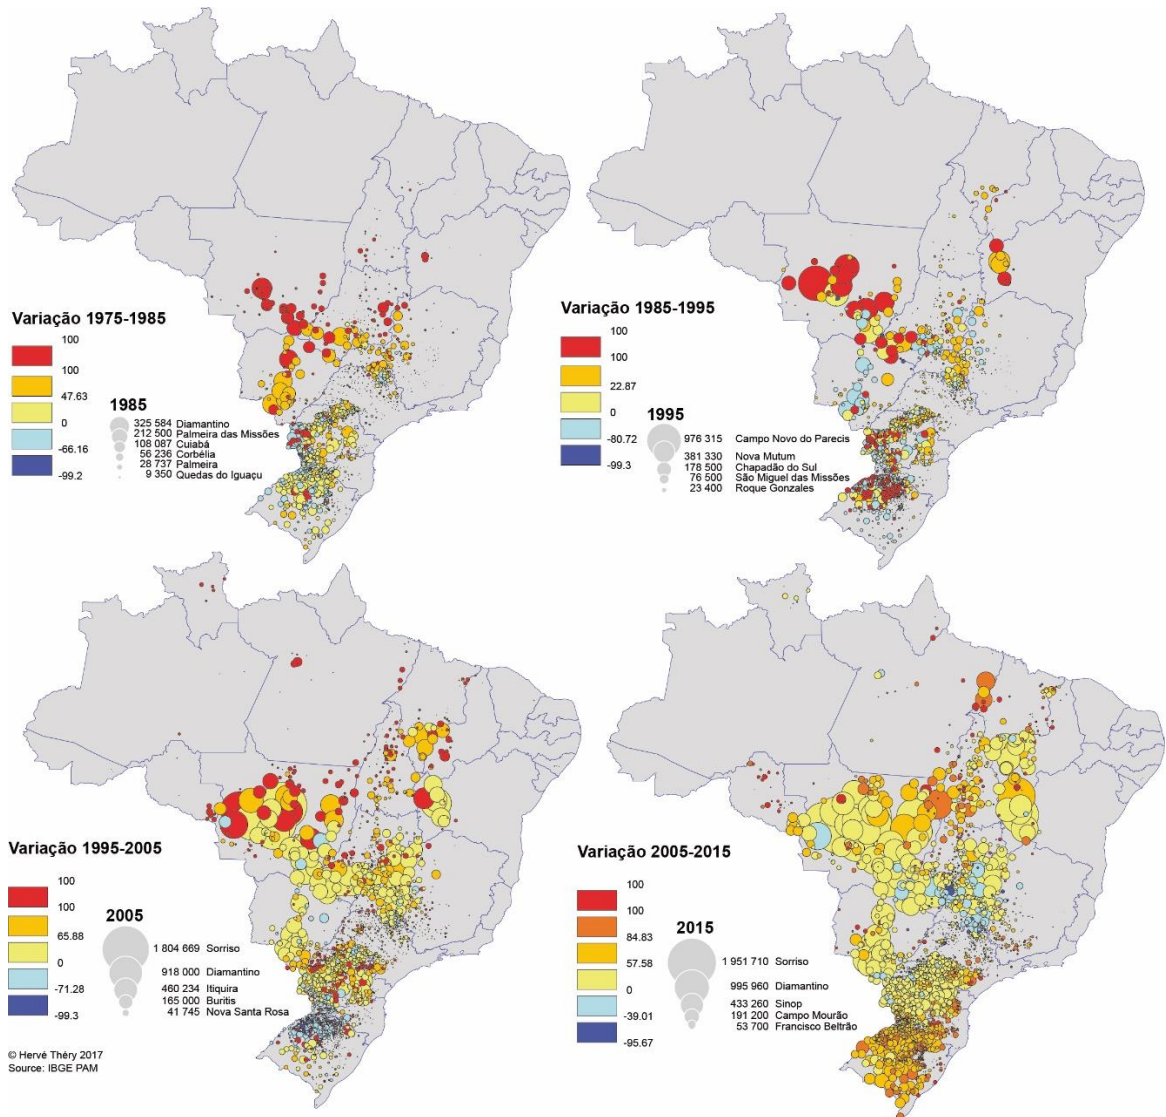 Variação 1975-1985
100
100
47.63
0
-66.16
-99.2
1985
325 584 Diamantino
212 500 Palmeira das Missões
108 087 Cuiabá
56 236 Corbélia
28 737 Palmeira
9 350 Quedas do Iguaçu
Variação 1985-1995
100
100
22.87
0
-80.72
-99.3
1995
976 315 Campo Novo do Parecis
381 330 Nova Mutum
178 500 Chapadão do Sul
76 500 São Miguel das Missões
23 400 Roque Gonzales
Variação 1995-2005
100
100
65.88
0
-71.28
-99.3
2005
1 804 669 Sorriso
918 000 Diamantino
460 234 Itiquira
165 000 Buritis
41 745 Nova Santa Rosa
© Hervé Théry 2017
Source: IBGE PAM
Variação 2005-2015
100
100
84.83
57.58
0
-39.01
-95.67
2015
1 951 710 Sorriso
995 960 Diamantino
433 260 Sinop
191 200 Campo Mourão
53 700 Francisco Beltrão